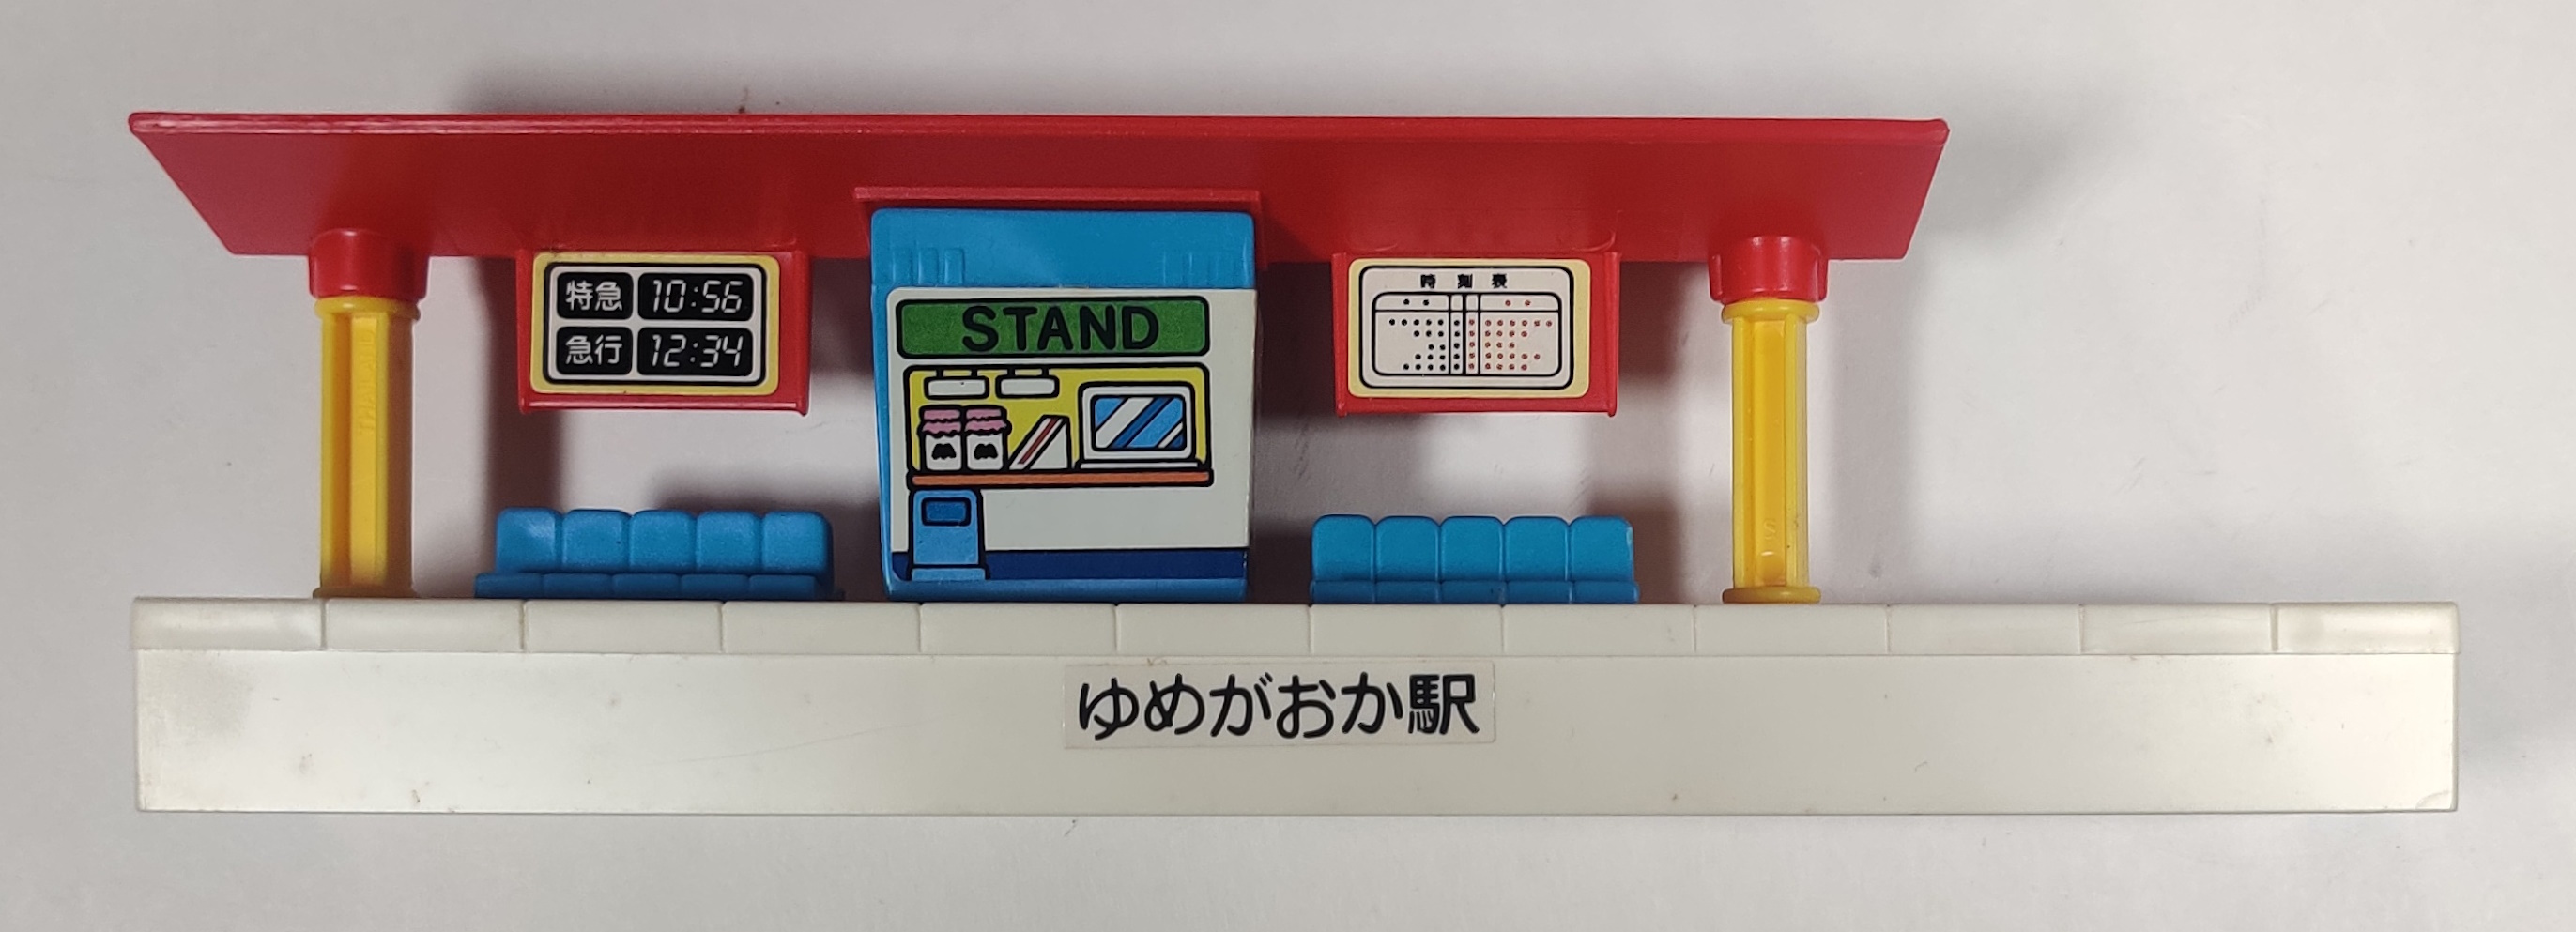 特急 10:56
急行 12:34
STAND
時刻表
ゆめがおか駅